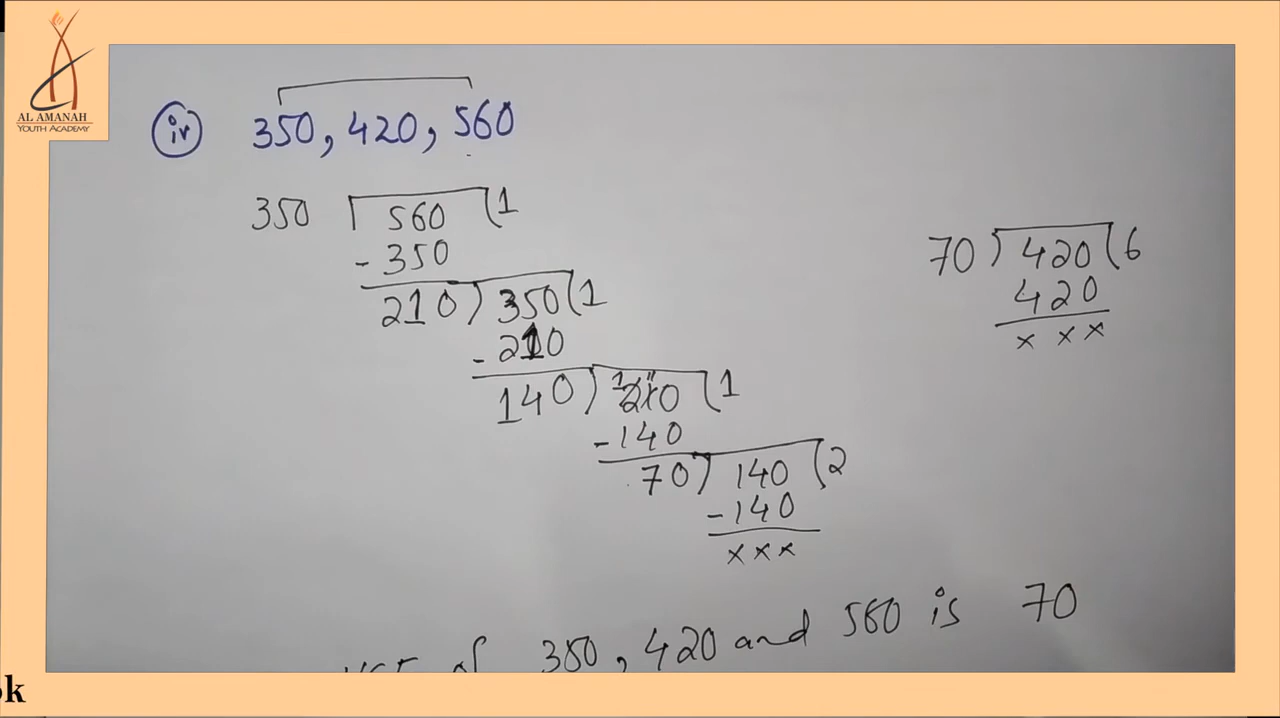 AL AMANAH
YOUTH ACADEMY
iv 350, 420, 560
350 560 ( 1
- 350
210 ) 350 ( 1
- 210
140 ) 210 ( 1
- 140
70 ) 140 ( 2
- 140
x x x
70 ) 420 ( 6
420
x x x
of 350, 420 and 560 is 70